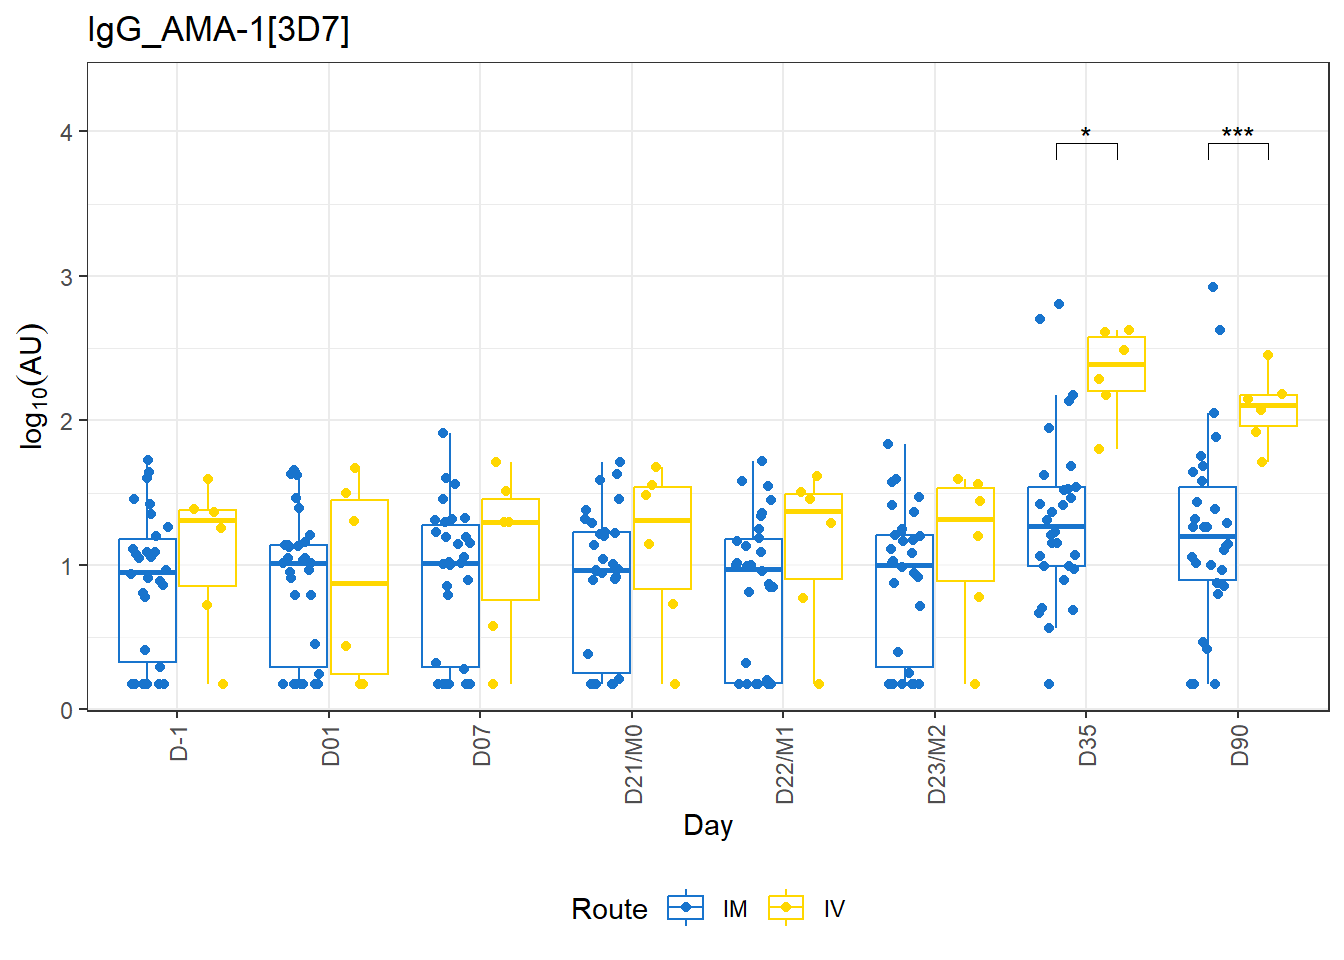 IgG_AMA-1[3D7]
log10(AU)
4
3
2
1
0
* ***
D-1 D01 D07 D21/M0 D22/M1 D23/M2 D35 D90
Day
Route IM IV